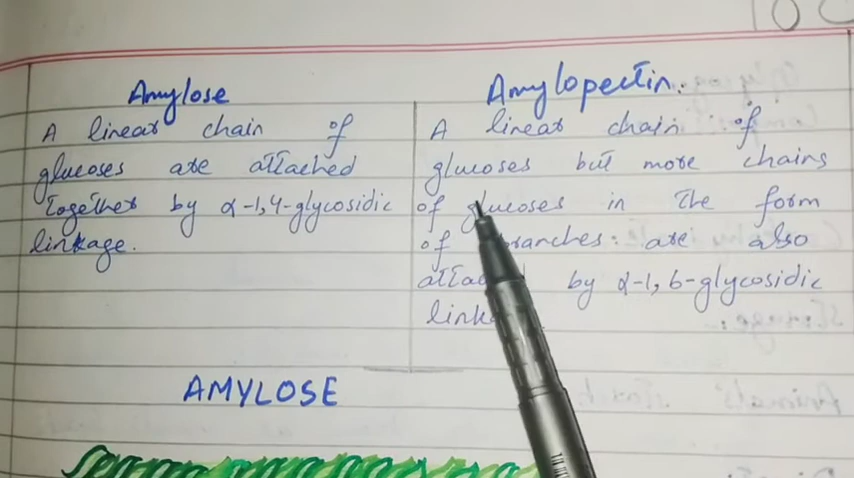 Amylose
A linear chain of
glucoses are attached
together by α-1,4-glycosidic
linkage.
Amylopectin.
A linear chain of
glucoses but more chains
of glucoses in the form
of branches: are also
by α-1,6-glycosidic
AMYLOSE